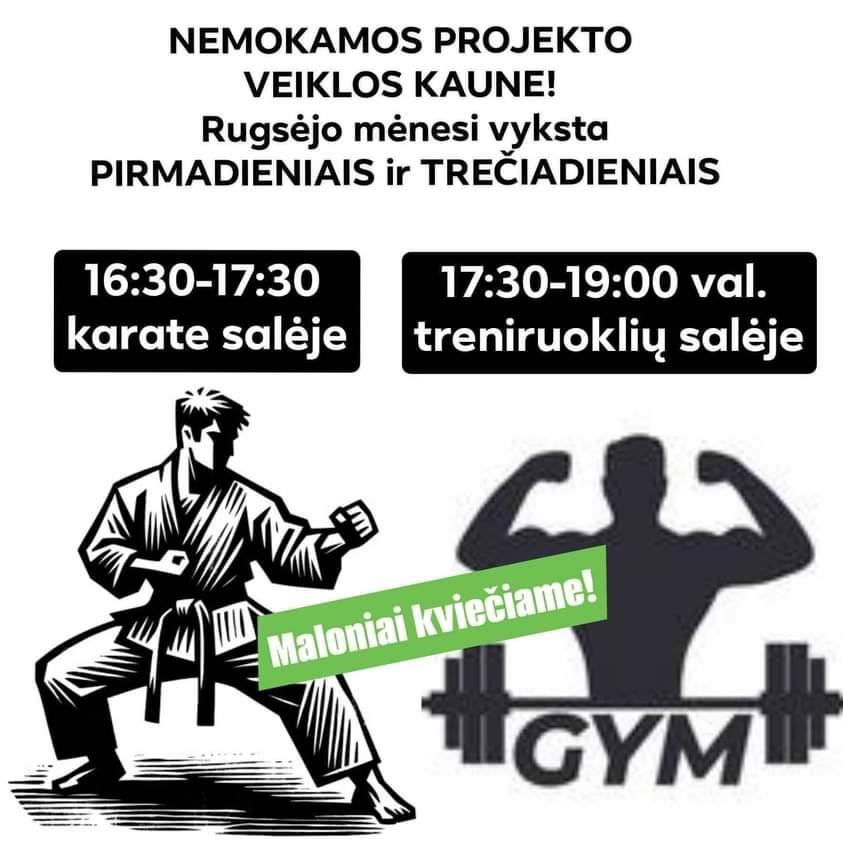 NEMOKAMOS PROJEKTO
VEIKLOS KAUNE!
Rugsėjo mėnesi vyksta
PIRMADIENIAIS ir TREČIADIENIAIS
16:30-17:30
karate salėje
17:30-19:00 val.
treniruoklių salėje
Maloniai kviečiame!
GYM